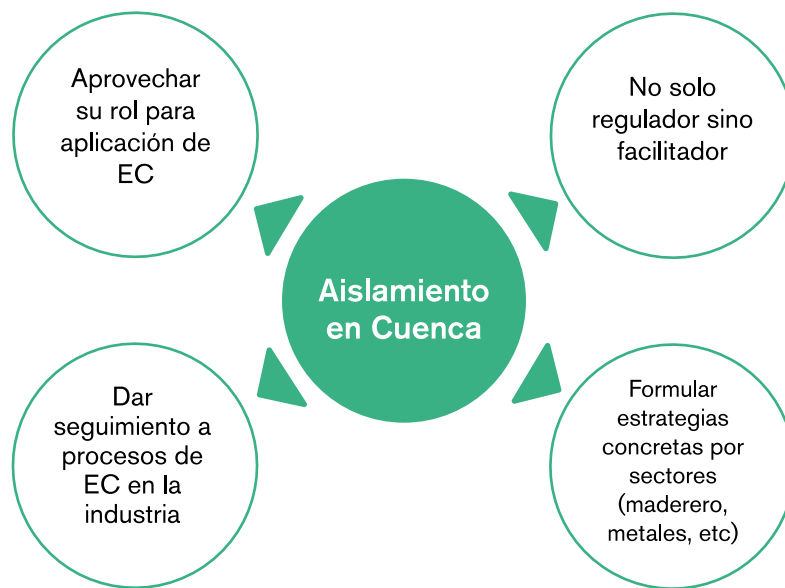 Aprovechar
su rol para
aplicación de
EC
No solo
regulador sino
facilitador
Aislamiento
en Cuenca
Dar
seguimiento a
procesos de
EC en la
industria
Formular
estrategias
concretas por
sectores
(maderero,
metales, etc)